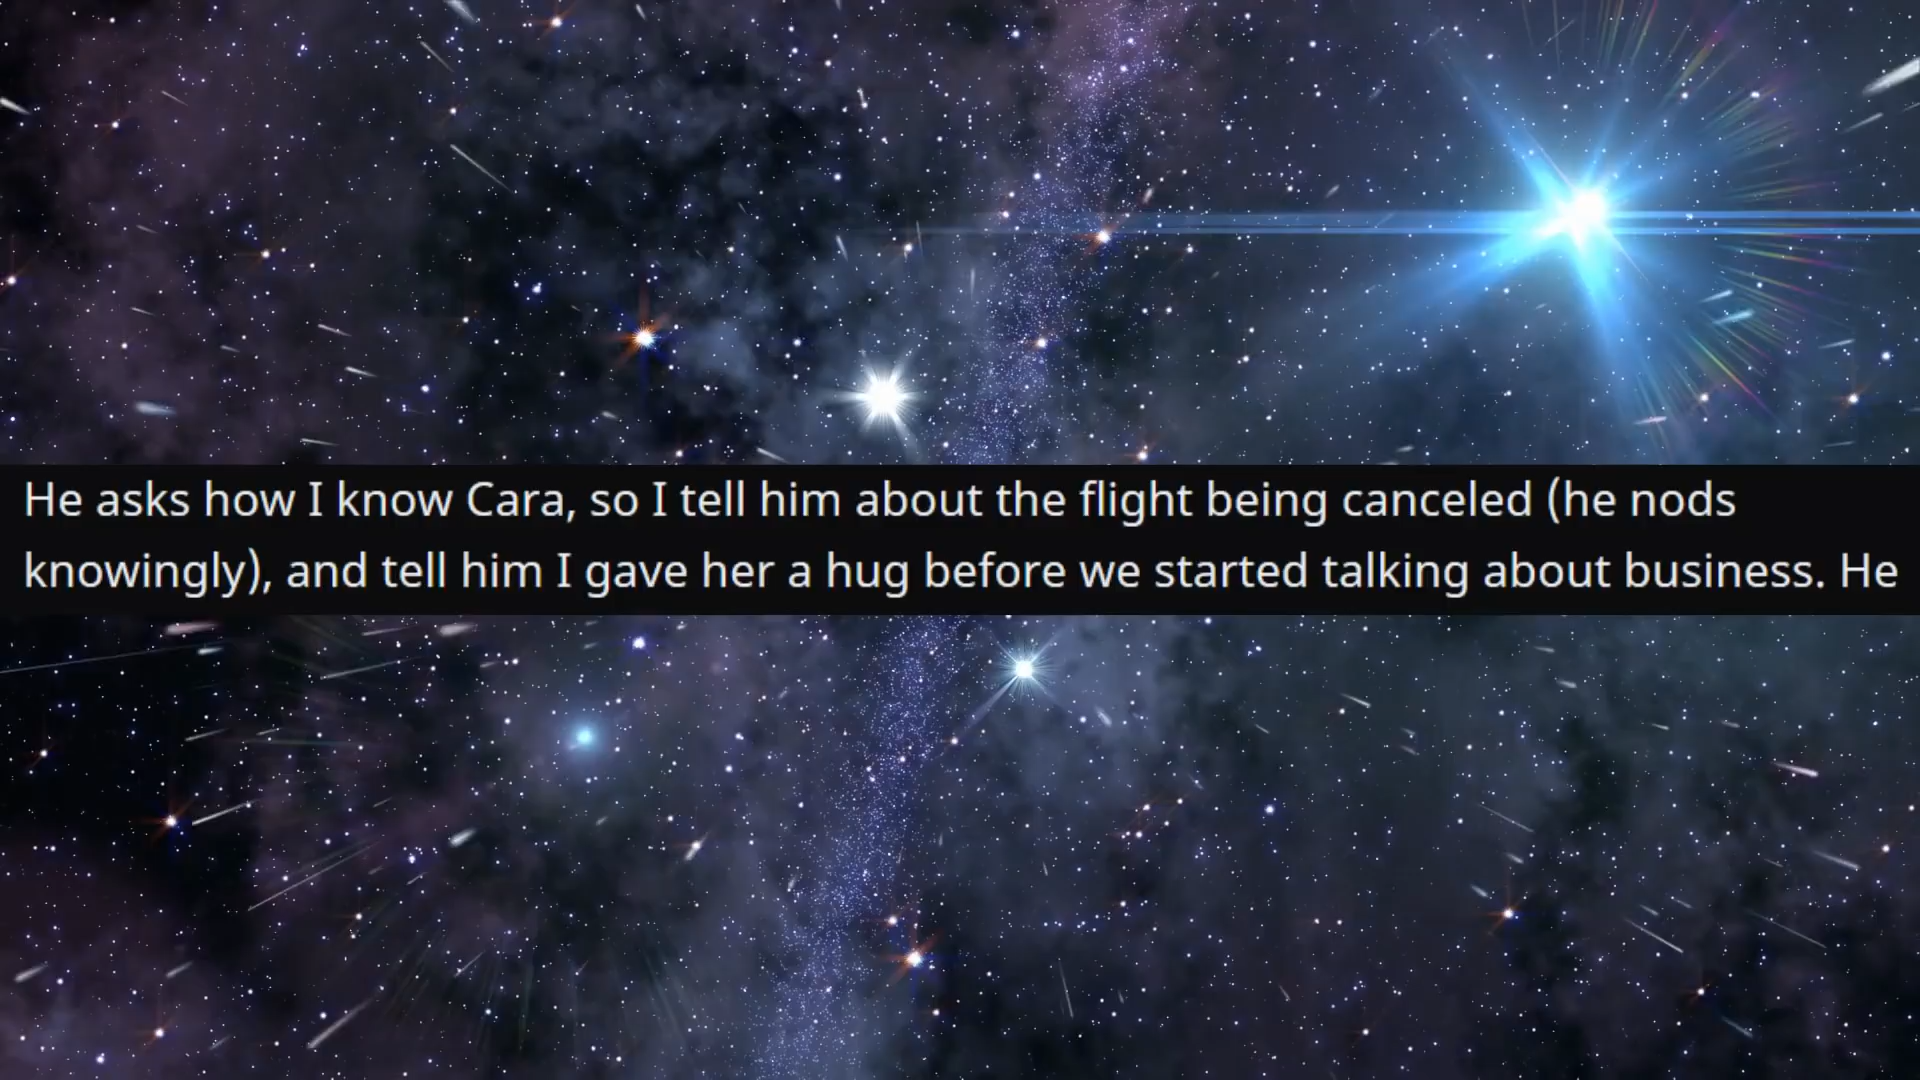 He asks how I know Cara, so I tell him about the flight being canceled (he nods
knowingly), and tell him I gave her a hug before we started talking about business. He